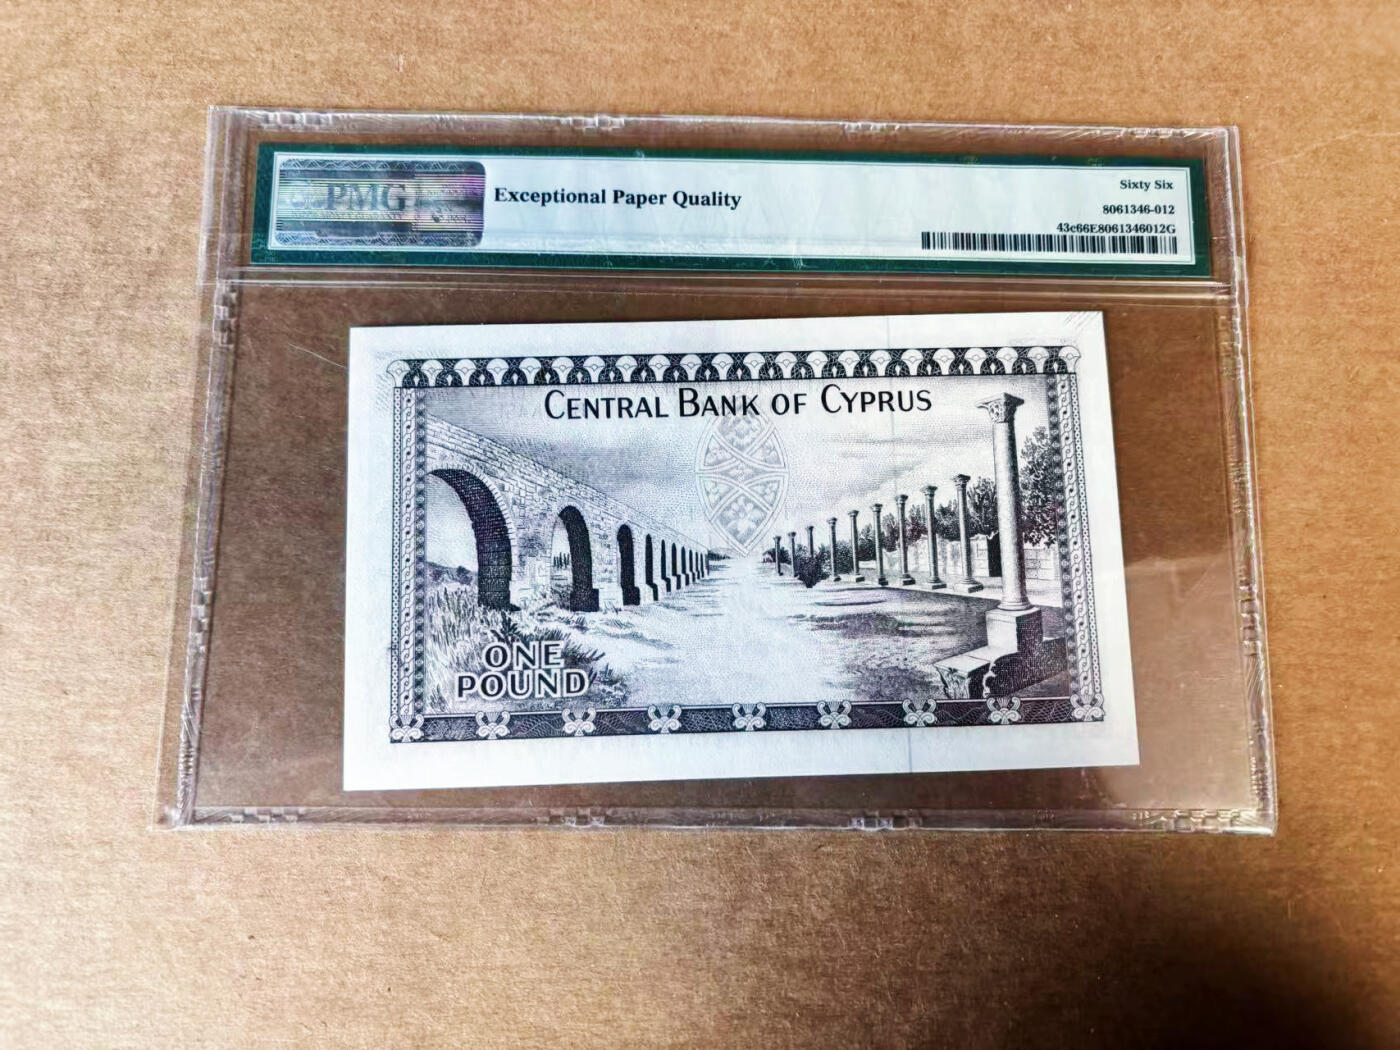 PMG
Exceptional Paper Quality
Sixty Six
8061346-012
43c66E8061346012G
CENTRAL BANK OF CYPRUS
ONE
POUND